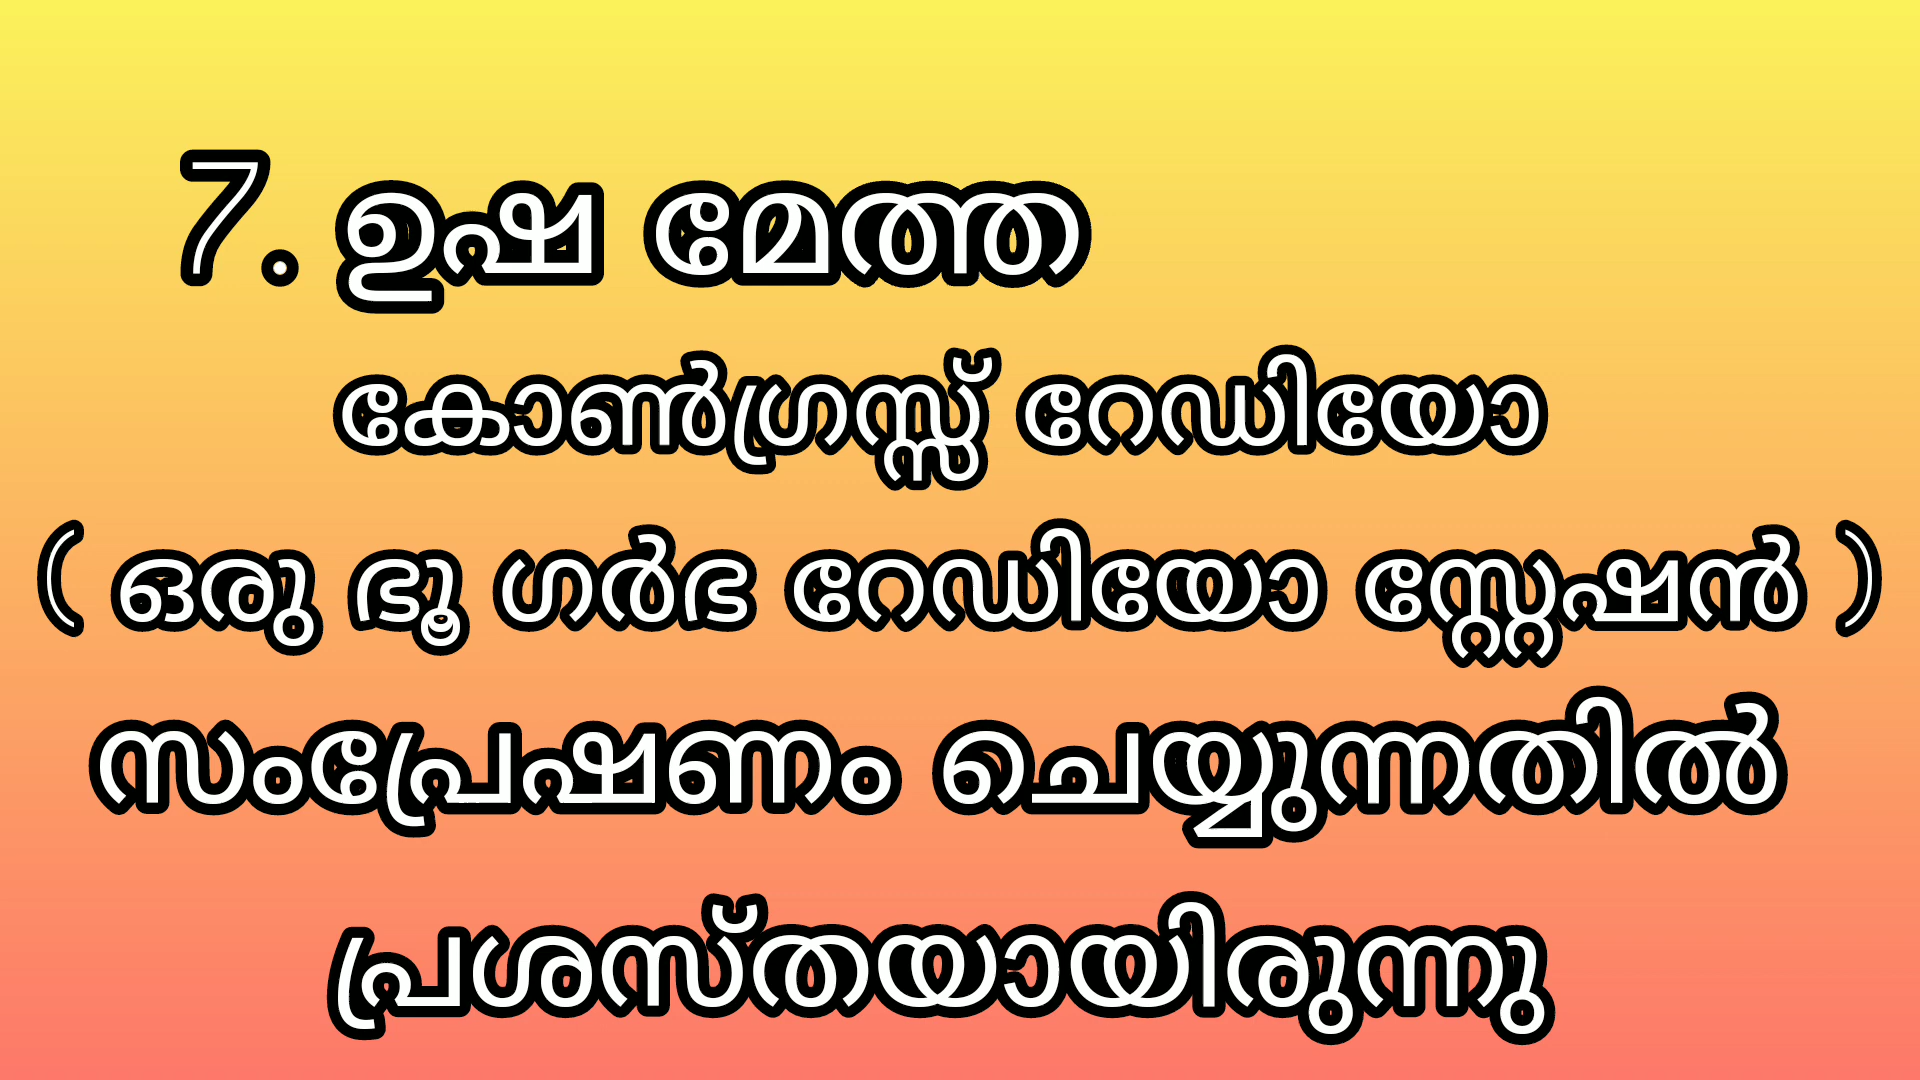 7. ഉഷ മേത്ത
കോൺഗ്രസ്സ് റേഡിയോ
( ഒരു ഭൂ ഗർഭ റേഡിയോ സ്റ്റേഷൻ )
സംപ്രേഷണം ചെയ്യുന്നതിൽ
പ്രശസ്തയായിരുന്നു